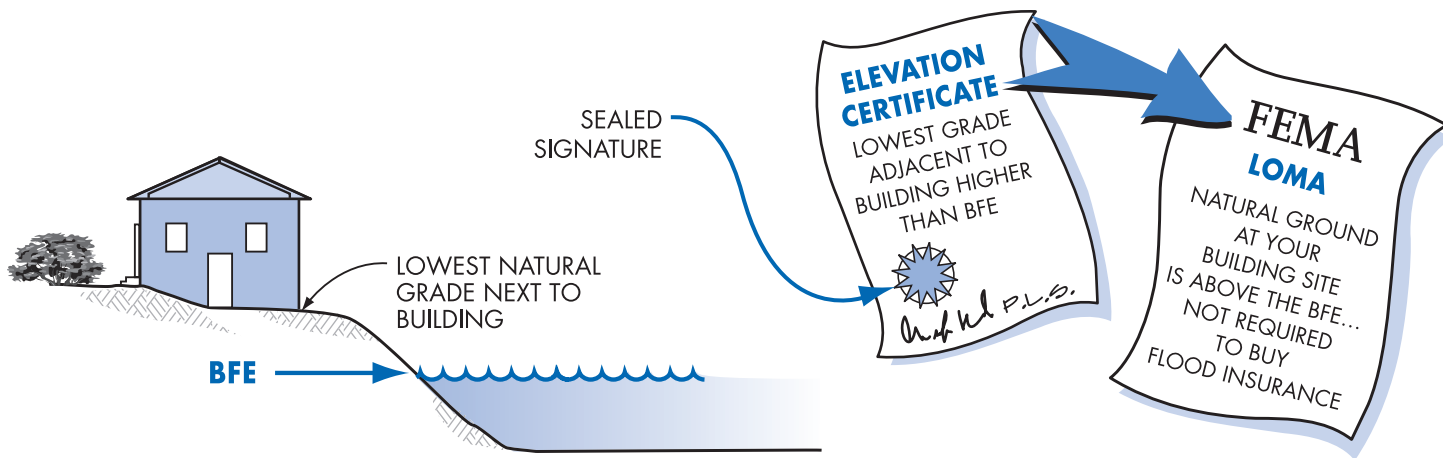 SEALED
SIGNATURE
LOWEST NATURAL
GRADE NEXT TO
BUILDING
BFE
ELEVATION
CERTIFICATE
LOWEST GRADE
ADJACENT TO
BUILDING HIGHER
THAN BFE
P.L.S.
FEMA
LOMA
NATURAL GROUND
AT YOUR
BUILDING SITE
IS ABOVE THE BFE...
NOT REQUIRED
TO BUY
FLOOD INSURANCE